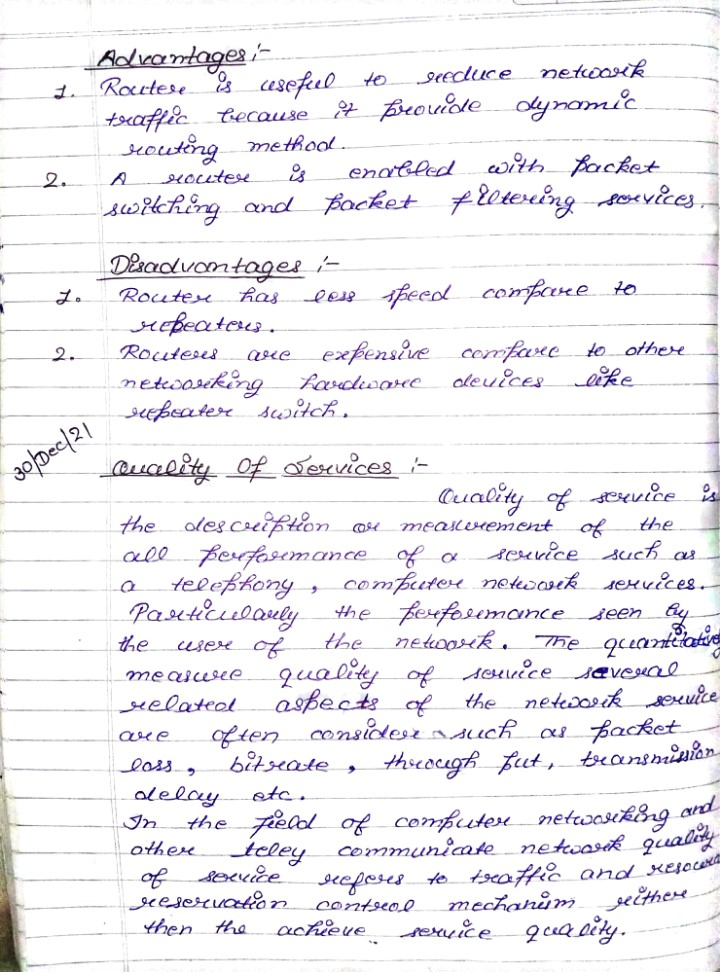 Advantages :-
1. Router is useful to reduce network
traffic because it provide dynamic
routing method.
2. A router is enabled with packet
switching and packet filtering services.
Disadvantages :-
1. Router has less speed compare to
repeaters.
2. Routers are expensive compare to other
networking hardware devices like
repeater switch.
30/Dec/21
Quality Of Services :-
Quality of service is
the description or measurement of the
all performance of a service such as
a telephony, computer network services.
Particularly the performance seen by
the user of the network. The quantitative
measure quality of service several
related aspects of the network service
are often consider such as packet
loss, bitrate, through put, transmission
delay etc.
In the field of computer networking and
other teley communicate network quality
of service refers to traffic and
reservation control mechanism rither
then the achieve service quality.